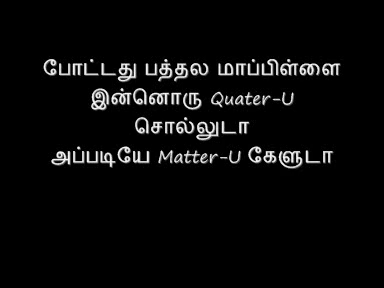 போட்டது பத்தல மாப்பிள்ளை
இன்னொரு Quater-U
சொல்லுடா
அப்படியே Matter-U கேளுடா